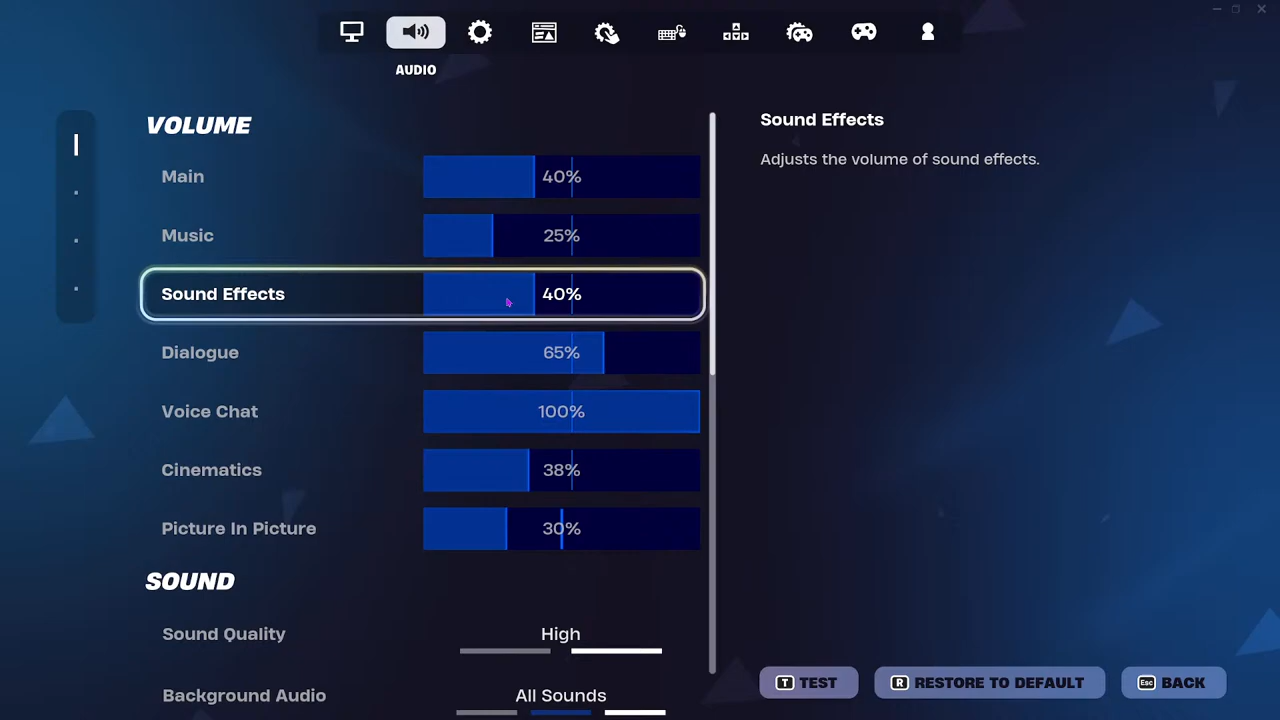 AUDIO
VOLUME
Main 40%
Music 25%
Sound Effects 40%
Dialogue 65%
Voice Chat 100%
Cinematics 38%
Picture In Picture 30%
SOUND
Sound Quality High
Background Audio All Sounds
Sound Effects
Adjusts the volume of sound effects.
T TEST
R RESTORE TO DEFAULT
Esc BACK